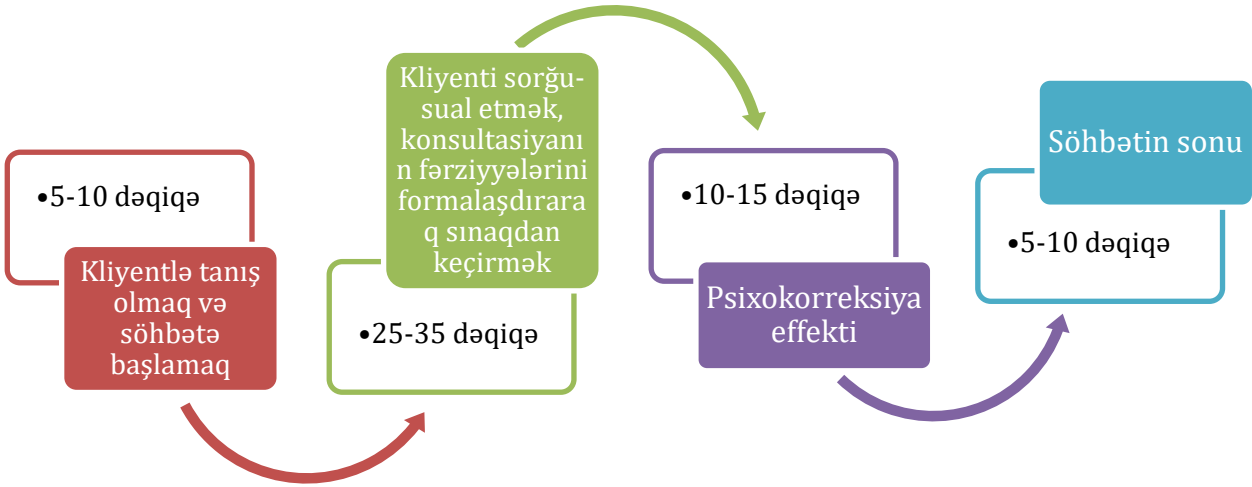 •5-10 dəqiqə
Kliyentlə tanış
olmaq və
söhbətə
başlamaq
Kliyenti sorğu-
sual etmək,
konsultasiyanı
n fərziyyələrini
formalaşdırara
q sınaqdan
keçirmək
•25-35 dəqiqə
•10-15 dəqiqə
Psixokorreksiya
effekti
Söhbətin sonu
•5-10 dəqiqə